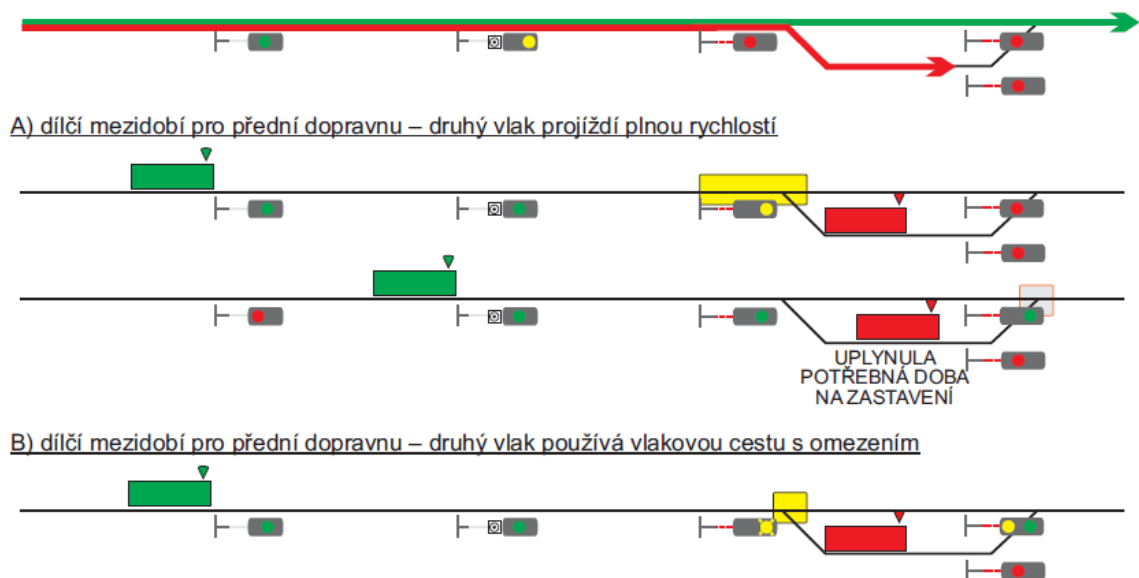 A) dílčí mezidobí pro přední dopravnu – druhý vlak projíždí plnou rychlostí
UPLYNULA
POTŘEBNÁ DOBA
NA ZASTAVENÍ
B) dílčí mezidobí pro přední dopravnu – druhý vlak používá vlakovou cestu s omezením